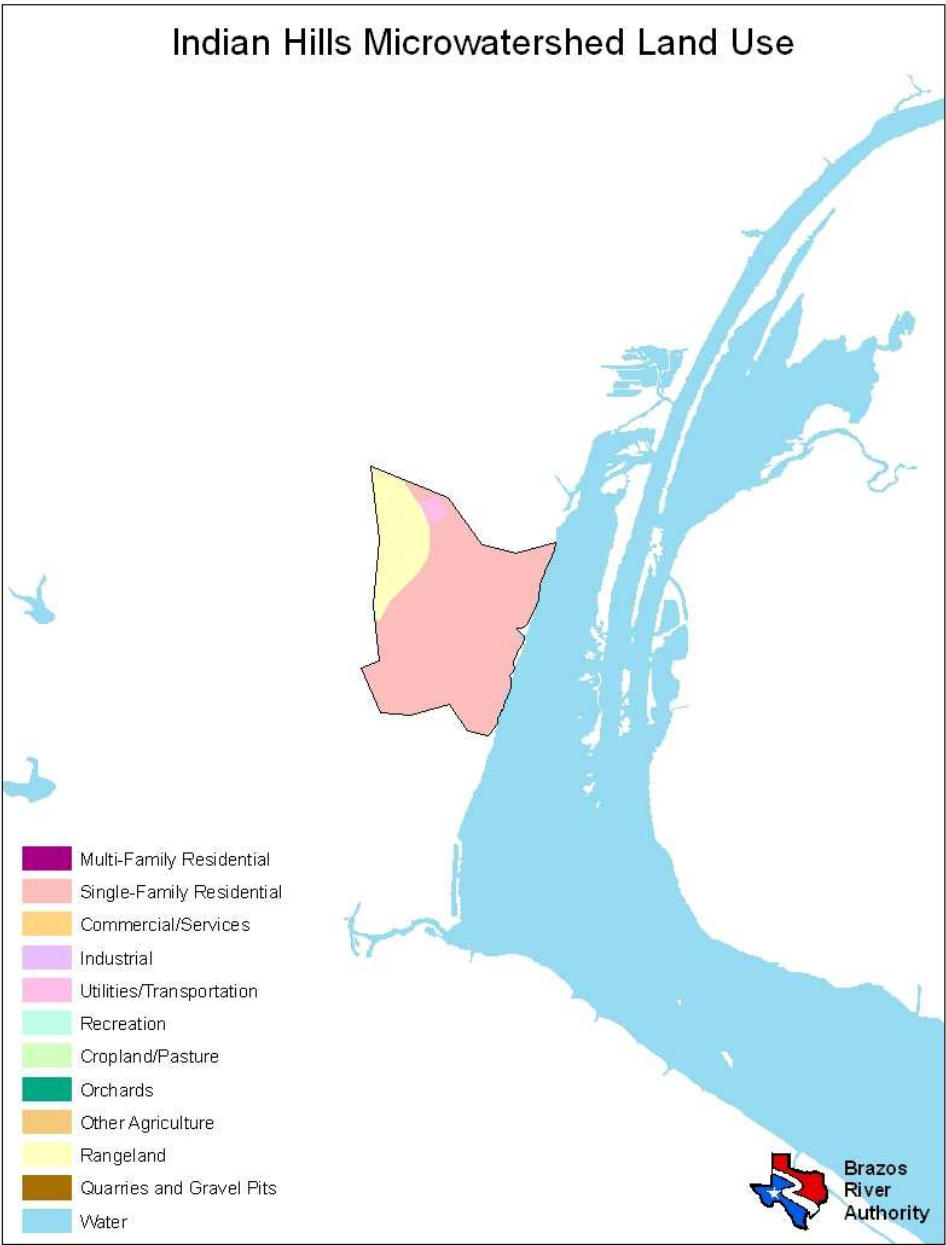 Indian Hills Microwatershed Land Use
Multi-Family Residential
Single-Family Residential
Commercial/Services
Industrial
Utilities/Transportation
Recreation
Cropland/Pasture
Orchards
Other Agriculture
Rangeland
Quarries and Gravel Pits
Water
Brazos
River
Authority